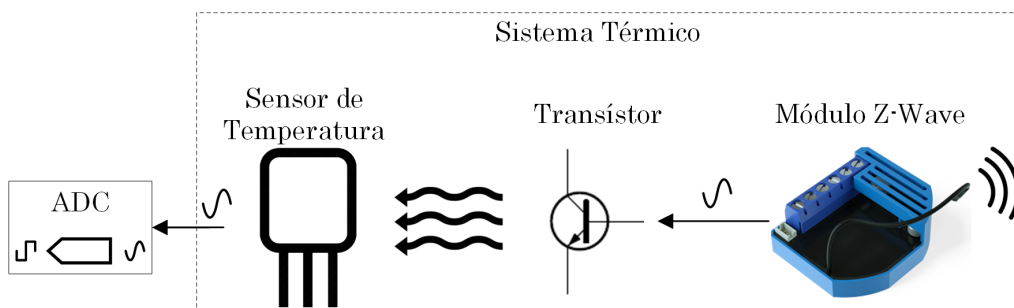 Sistema Térmico
Sensor de
Temperatura
Transístor
Módulo Z-Wave
ADC